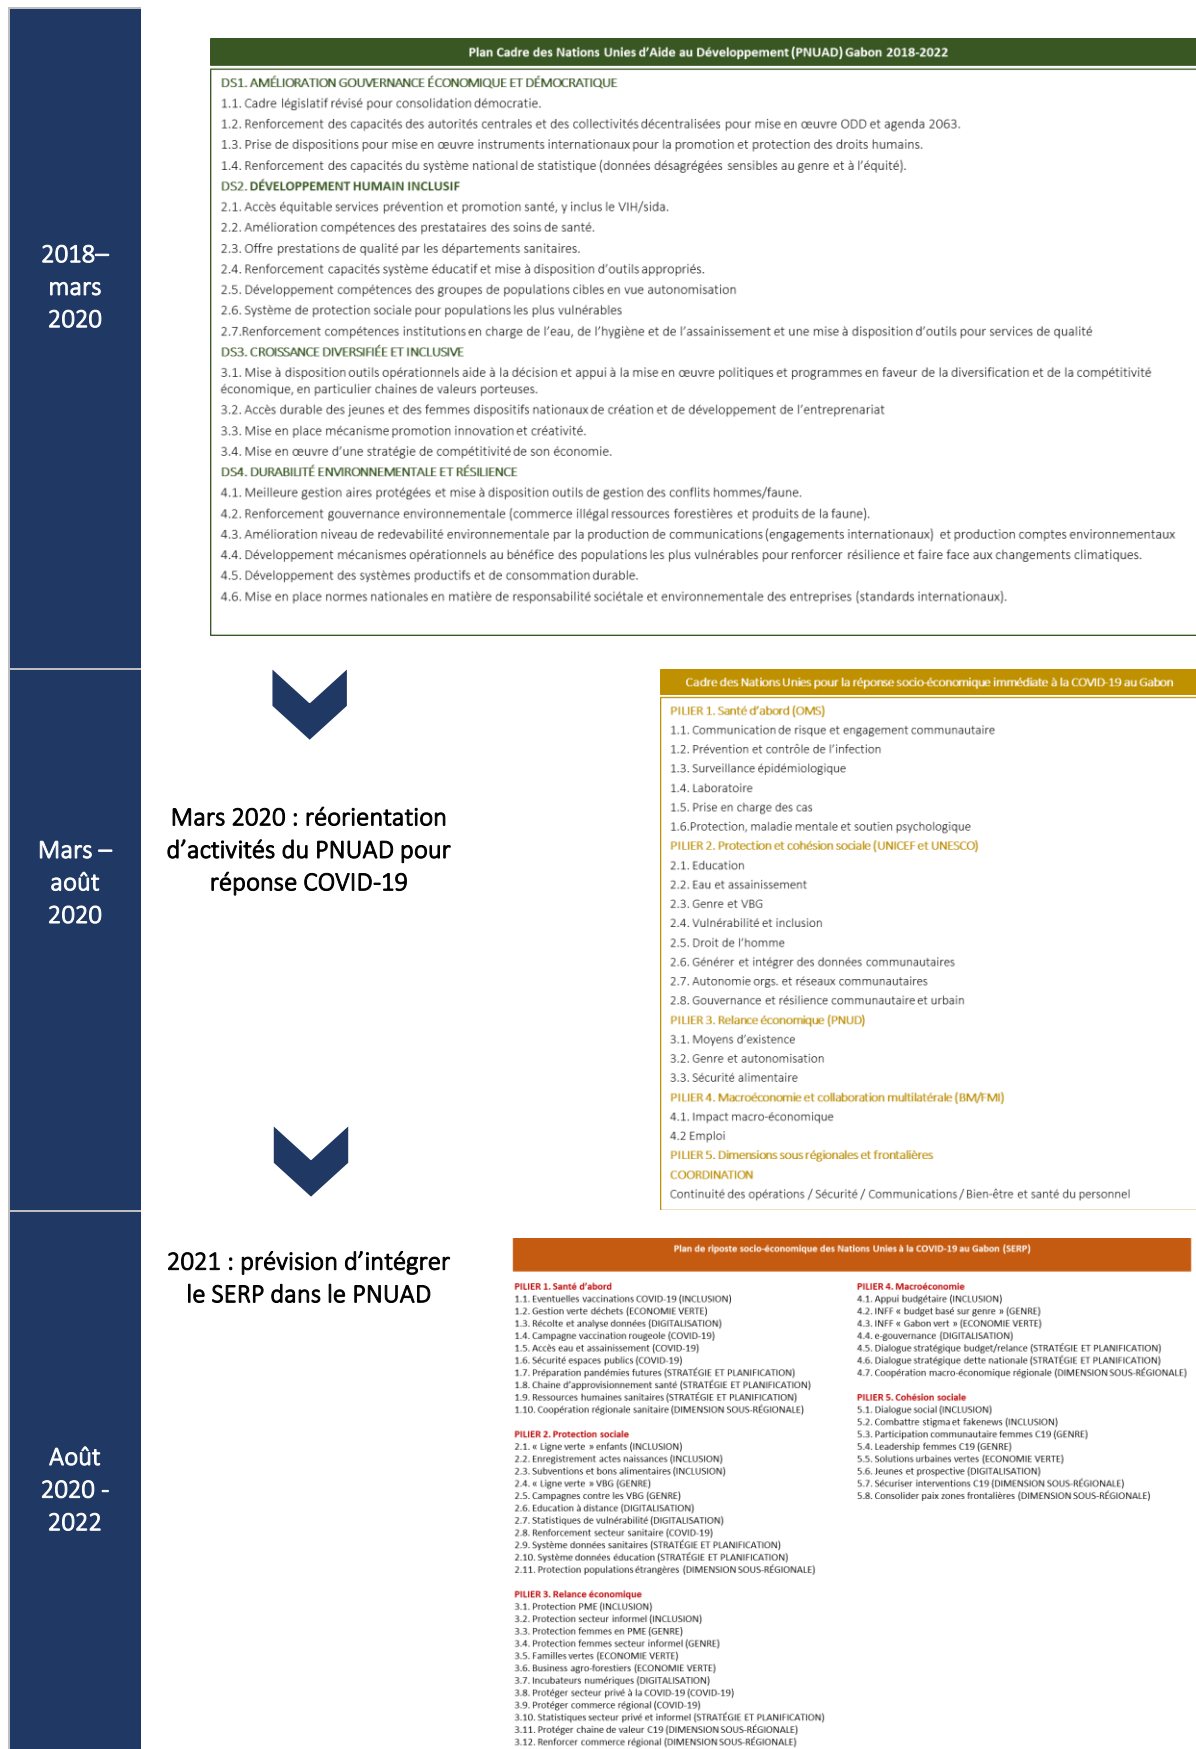 2018–
mars
2020
Plan Cadre des Nations Unies d'Aide au Développement (PNUAD) Gabon 2018-2022
DS1. AMÉLIORATION GOUVERNANCE ÉCONOMIQUE ET DÉMOCRATIQUE
1.1. Cadre législatif révisé pour consolidation démocratie.
1.2. Renforcement des capacités des autorités centrales et des collectivités décentralisées pour mise en œuvre ODD et agenda 2063.
1.3. Prise de dispositions pour mise en œuvre instruments internationaux pour la promotion et protection des droits humains.
1.4. Renforcement des capacités du système national de statistique (données désagrégées sensibles au genre et à l'équité).
DS2. DÉVELOPPEMENT HUMAIN INCLUSIF
2.1. Accès équitable services prévention et promotion santé, y inclus le VIH/sida.
2.2. Amélioration compétences des prestataires des soins de santé.
2.3. Offre prestations de qualité par les départements sanitaires.
2.4. Renforcement capacités système éducatif et mise à disposition d'outils appropriés.
2.5. Développement compétences des groupes de populations cibles en vue autonomisation
2.6. Système de protection sociale pour populations les plus vulnérables
2.7.Renforcement compétences institutions en charge de l'eau, de l'hygiène et de l'assainissement et une mise à disposition d'outils pour services de qualité
DS3. CROISSANCE DIVERSIFIÉE ET INCLUSIVE
3.1. Mise à disposition outils opérationnels aide à la décision et appui à la mise en œuvre politiques et programmes en faveur de la diversification et de la compétitivité
économique, en particulier chaines de valeurs porteuses.
3.2. Accès durable des jeunes et des femmes dispositifs nationaux de création et de développement de l'entreprenariat
3.3. Mise en place mécanisme promotion innovation et créativité.
3.4. Mise en œuvre d'une stratégie de compétitivité de son économie.
DS4. DURABILITÉ ENVIRONNEMENTALE ET RÉSILIENCE
4.1. Meilleure gestion aires protégées et mise à disposition outils de gestion des conflits hommes/faune.
4.2. Renforcement gouvernance environnementale (commerce illégal ressources forestières et produits de la faune).
4.3. Amélioration niveau de redevabilité environnementale par la production de communications (engagements internationaux) et production comptes environnementaux
4.4. Développement mécanismes opérationnels au bénéfice des populations les plus vulnérables pour renforcer résilience et faire face aux changements climatiques.
4.5. Développement des systèmes productifs et de consommation durable.
4.6. Mise en place normes nationales en matière de responsabilité sociétale et environnementale des entreprises (standards internationaux).
Mars –
août
2020
Mars 2020 : réorientation
d'activités du PNUAD pour
réponse COVID-19
Cadre des Nations Unies pour la réponse socio-économique immédiate à la COVID-19 au Gabon
PILIER 1. Santé d'abord (OMS)
1.1. Communication de risque et engagement communautaire
1.2. Prévention et contrôle de l'infection
1.3. Surveillance épidémiologique
1.4. Laboratoire
1.5. Prise en charge des cas
1.6.Protection, maladie mentale et soutien psychologique
PILIER 2. Protection et cohésion sociale (UNICEF et UNESCO)
2.1. Education
2.2. Eau et assainissement
2.3. Genre et VBG
2.4. Vulnérabilité et inclusion
2.5. Droit de l'homme
2.6. Générer et intégrer des données communautaires
2.7. Autonomie orgs. et réseaux communautaires
2.8. Gouvernance et résilience communautaire et urbain
PILIER 3. Relance économique (PNUD)
3.1. Moyens d'existence
3.2. Genre et autonomisation
3.3. Sécurité alimentaire
PILIER 4. Macroéconomie et collaboration multilatérale (BM/FMI)
4.1. Impact macro-économique
4.2 Emploi
PILIER 5. Dimensions sous régionales et frontalières
COORDINATION
Continuité des opérations / Sécurité / Communications / Bien-être et santé du personnel
Août
2020 -
2022
2021 : prévision d'intégrer
le SERP dans le PNUAD
Plan de riposte socio-économique des Nations Unies à la COVID-19 au Gabon (SERP)
PILIER 1. Santé d'abord
1.1. Eventuelles vaccinations COVID-19 (INCLUSION)
1.2. Gestion verte déchets (ECONOMIE VERTE)
1.3. Récolte et analyse données (DIGITALISATION)
1.4. Campagne vaccination rougeole (COVID-19)
1.5. Accès eau et assainissement (COVID-19)
1.6. Sécurité espaces publics (COVID-19)
1.7. Préparation pandémies futures (STRATÉGIE ET PLANIFICATION)
1.8. Chaine d'approvisionnement santé (STRATÉGIE ET PLANIFICATION)
1.9. Ressources humaines sanitaires (STRATÉGIE ET PLANIFICATION)
1.10. Coopération régionale sanitaire (DIMENSION SOUS-RÉGIONALE)
PILIER 2. Protection sociale
2.1. « Ligne verte » enfants (INCLUSION)
2.2. Enregistrement actes naissances (INCLUSION)
2.3. Subventions et bons alimentaires (INCLUSION)
2.4. « Ligne verte » VBG (GENRE)
2.5. Campagnes contre les VBG (GENRE)
2.6. Education à distance (DIGITALISATION)
2.7. Statistiques de vulnérabilité (DIGITALISATION)
2.8. Renforcement secteur sanitaire (COVID-19)
2.9. Système données sanitaires (STRATÉGIE ET PLANIFICATION)
2.10. Système données éducation (STRATÉGIE ET PLANIFICATION)
2.11. Protection populations étrangères (DIMENSION SOUS-RÉGIONALE)
PILIER 3. Relance économique
3.1. Protection PME (INCLUSION)
3.2. Protection secteur informel (INCLUSION)
3.3. Protection femmes en PME (GENRE)
3.4. Protection femmes secteur informel (GENRE)
3.5. Familles vertes (ECONOMIE VERTE)
3.6. Business agro-forestiers (ECONOMIE VERTE)
3.7. Incubateurs numériques (DIGITALISATION)
3.8. Protéger secteur privé à la COVID-19 (COVID-19)
3.9. Protéger commerce régional (COVID-19)
3.10. Statistiques secteur privé et informel (STRATÉGIE ET PLANIFICATION)
3.11. Protéger chaine de valeur C19 (DIMENSION SOUS-RÉGIONALE)
3.12. Renforcer commerce régional (DIMENSION SOUS-RÉGIONALE)
PILIER 4. Macroéconomie
4.1. Appui budgétaire (INCLUSION)
4.2. INFF « budget basé sur genre » (GENRE)
4.3. INFF « Gabon vert » (ECONOMIE VERTE)
4.4. e-gouvernance (DIGITALISATION)
4.5. Dialogue stratégique budget/relance (STRATÉGIE ET PLANIFICATION)
4.6. Dialogue stratégique dette nationale (STRATÉGIE ET PLANIFICATION)
4.7. Coopération macro-économique régionale (DIMENSION SOUS-RÉGIONALE)
PILIER 5. Cohésion sociale
5.1. Dialogue social (INCLUSION)
5.2. Combattre stigma et fakenews (INCLUSION)
5.3. Participation communautaire femmes C19 (GENRE)
5.4. Leadership femmes C19 (GENRE)
5.5. Solutions urbaines vertes (ECONOMIE VERTE)
5.6. Jeunes et prospective (DIGITALISATION)
5.7. Sécuriser interventions C19 (DIMENSION SOUS-RÉGIONALE)
5.8. Consolider paix zones frontalières (DIMENSION SOUS-RÉGIONALE)